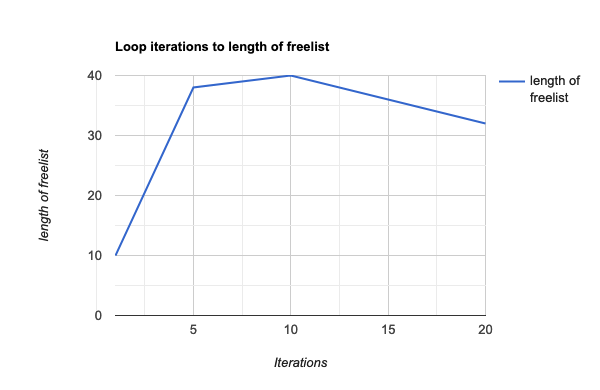 Loop iterations to length of freelist
length of
freelist
40
30
20
10
0
length of freelist
5 10 15 20
Iterations